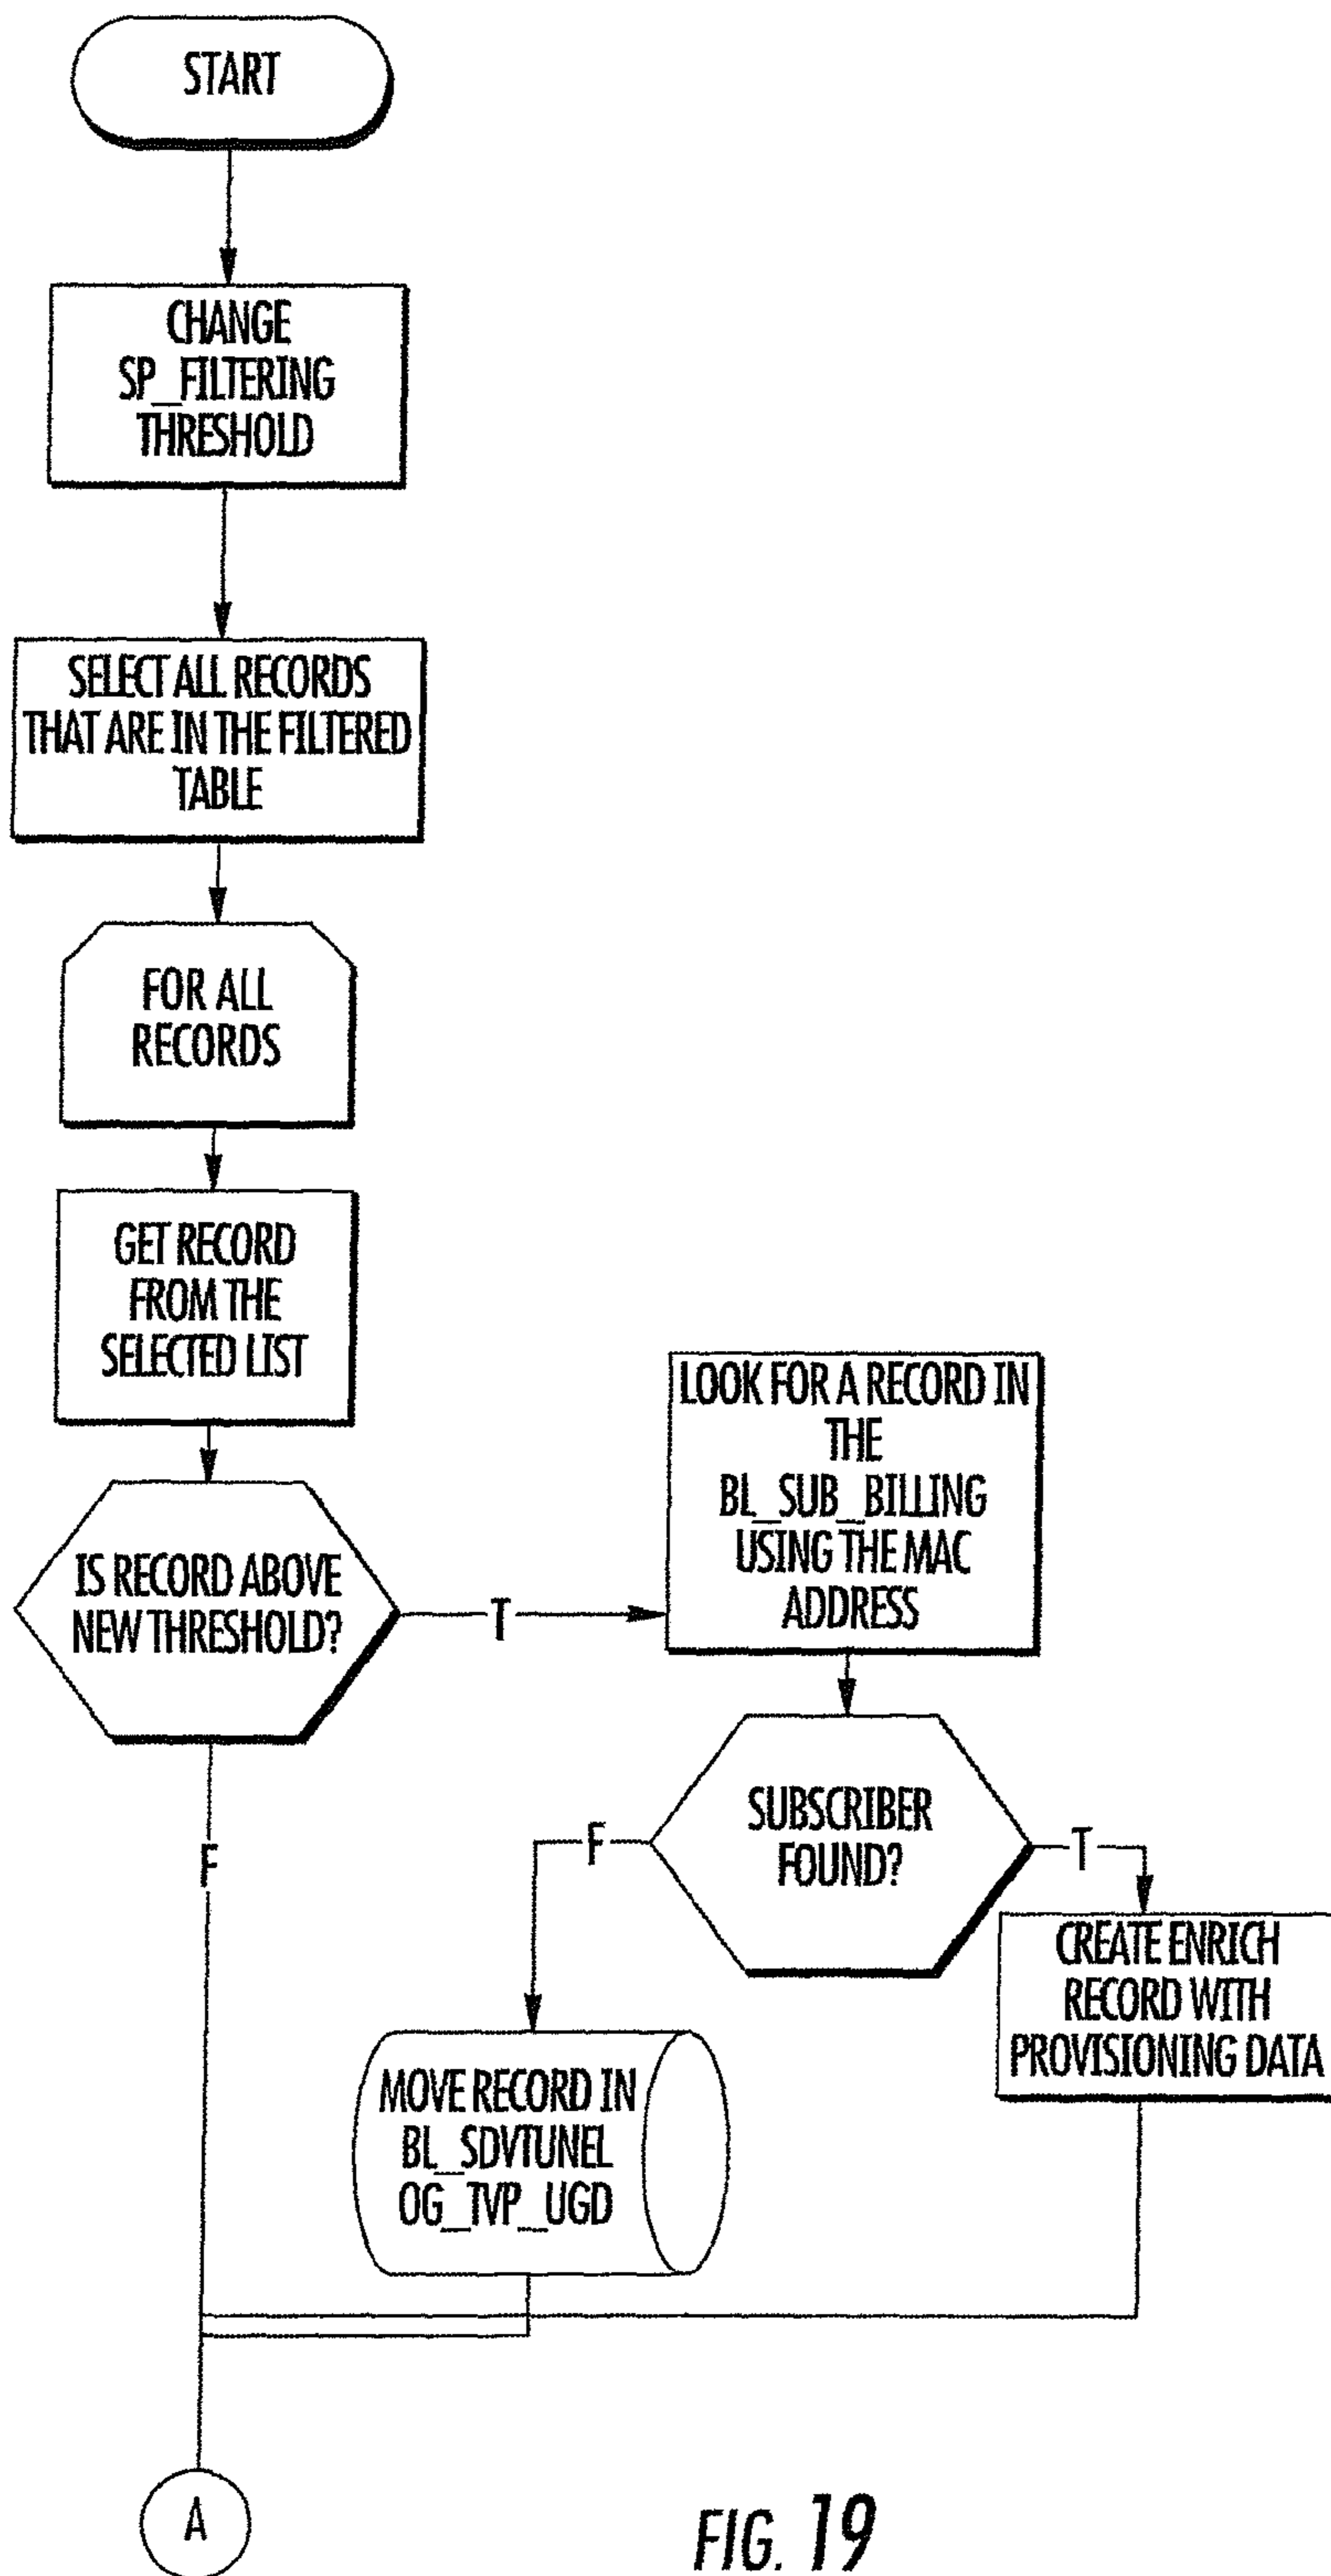 START
CHANGE
SP_FILTERING
THRESHOLD
SELECT ALL RECORDS
THAT ARE IN THE FILTERED
TABLE
FOR ALL
RECORDS
GET RECORD
FROM THE
SELECTED LIST
IS RECORD ABOVE
NEW THRESHOLD?
T
F
LOOK FOR A RECORD IN
THE
BL_SUB_BILLING
USING THE MAC
ADDRESS
SUBSCRIBER
FOUND?
F
T
CREATE ENRICH
RECORD WITH
PROVISIONING DATA
MOVE RECORD IN
BL_SDVTUNEL
OG_TVP_UGD
A
FIG. 19